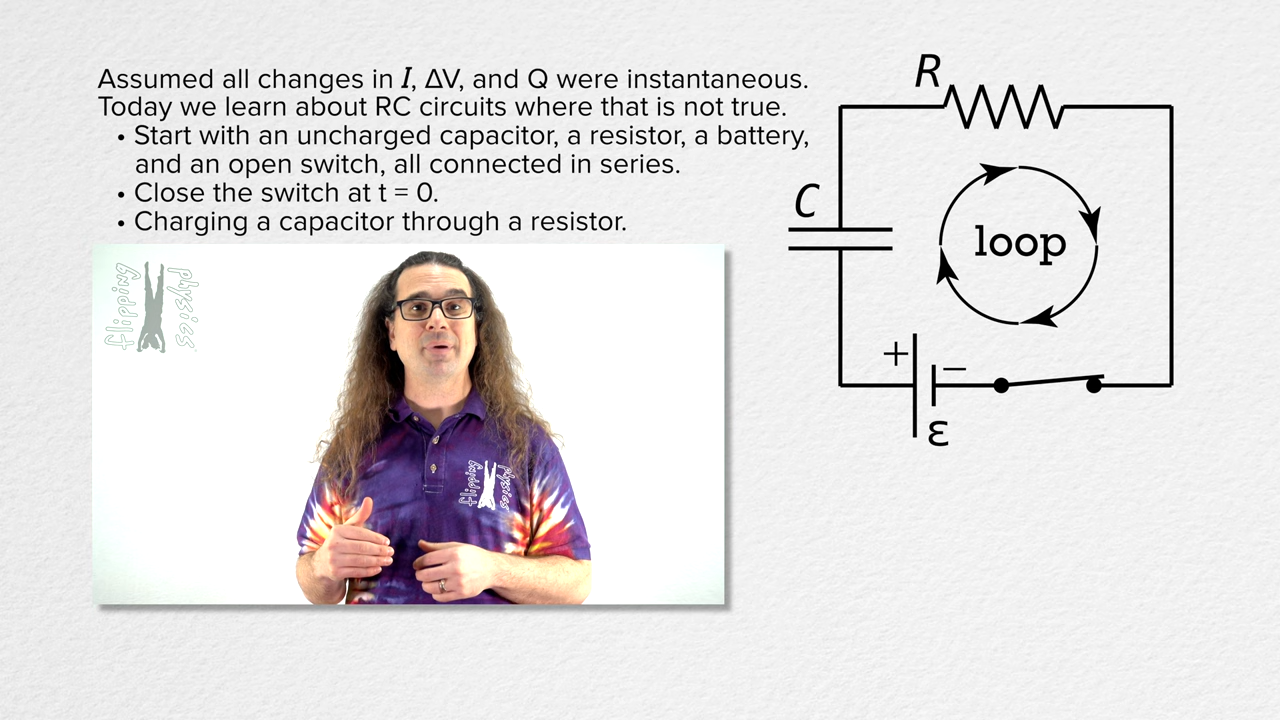 Assumed all changes in I, ΔV, and Q were instantaneous.
Today we learn about RC circuits where that is not true.
• Start with an uncharged capacitor, a resistor, a battery,
and an open switch, all connected in series.
• Close the switch at t = 0.
• Charging a capacitor through a resistor.
flipping physics
flipping physics
R
C
loop
+
−
ε